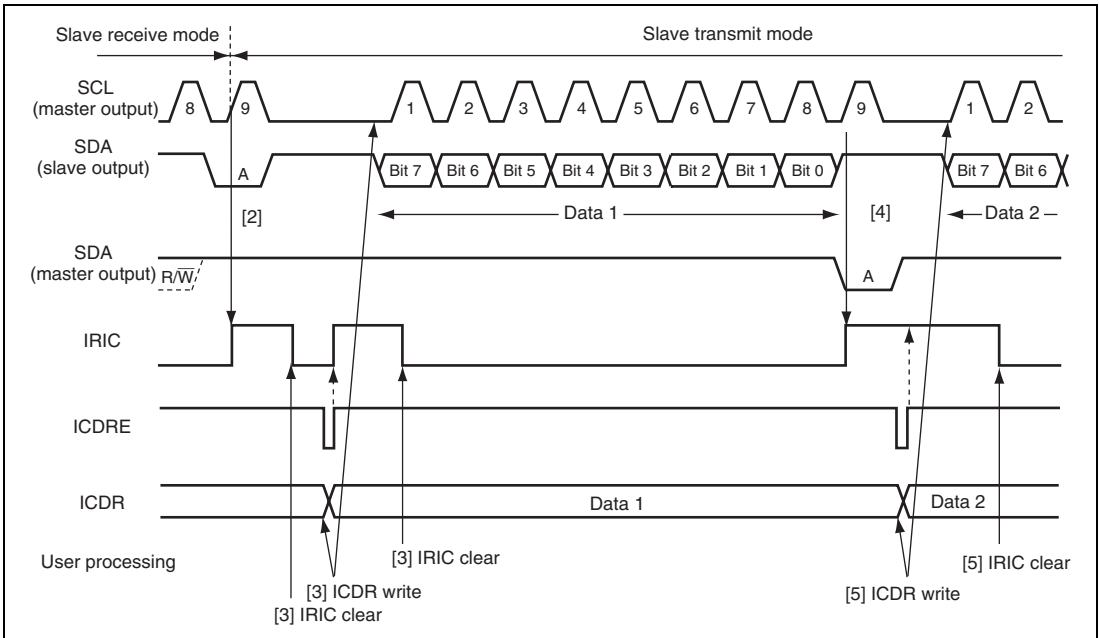 Slave receive mode Slave transmit mode
SCL
(master output) 8 9 1 2 3 4 5 6 7 8 9 1 2
SDA
(slave output) A Bit 7 Bit 6 Bit 5 Bit 4 Bit 3 Bit 2 Bit 1 Bit 0 Bit 7 Bit 6
[2] Data 1 [4] Data 2
SDA
(master output) R/W̅ A
IRIC
ICDRE
ICDR Data 1 Data 2
User processing
[3] IRIC clear [5] IRIC clear
[3] ICDR write [5] ICDR write
[3] IRIC clear